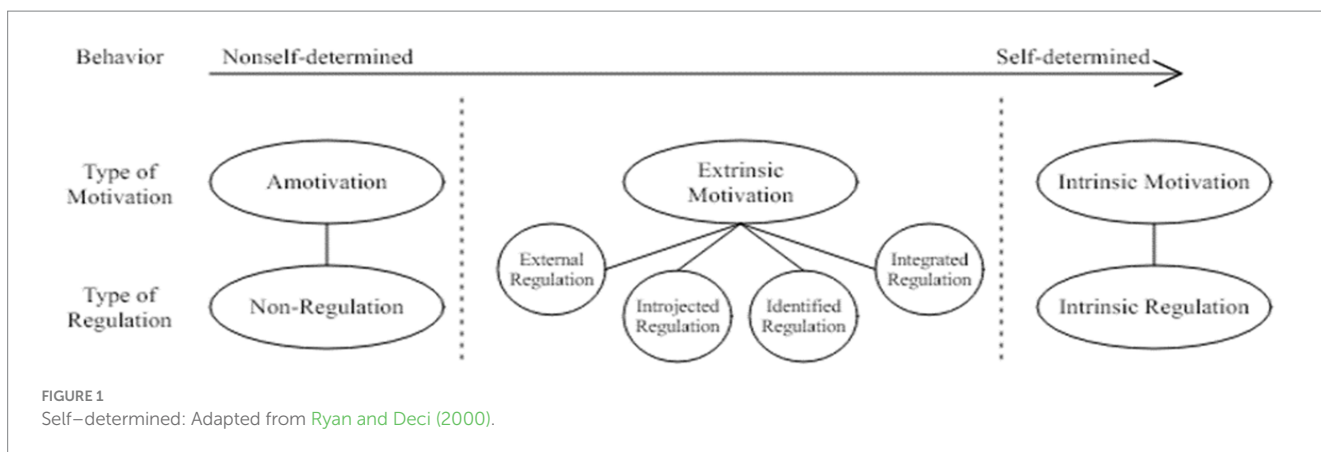 Behavior
Nonself-determined
Self-determined
Type of
Motivation
Amotivation
Extrinsic
Motivation
Intrinsic Motivation
External
Regulation
Integrated
Regulation
Type of
Regulation
Non-Regulation
Introjected
Regulation
Identified
Regulation
Intrinsic Regulation
FIGURE 1
Self–determined: Adapted from Ryan and Deci (2000).